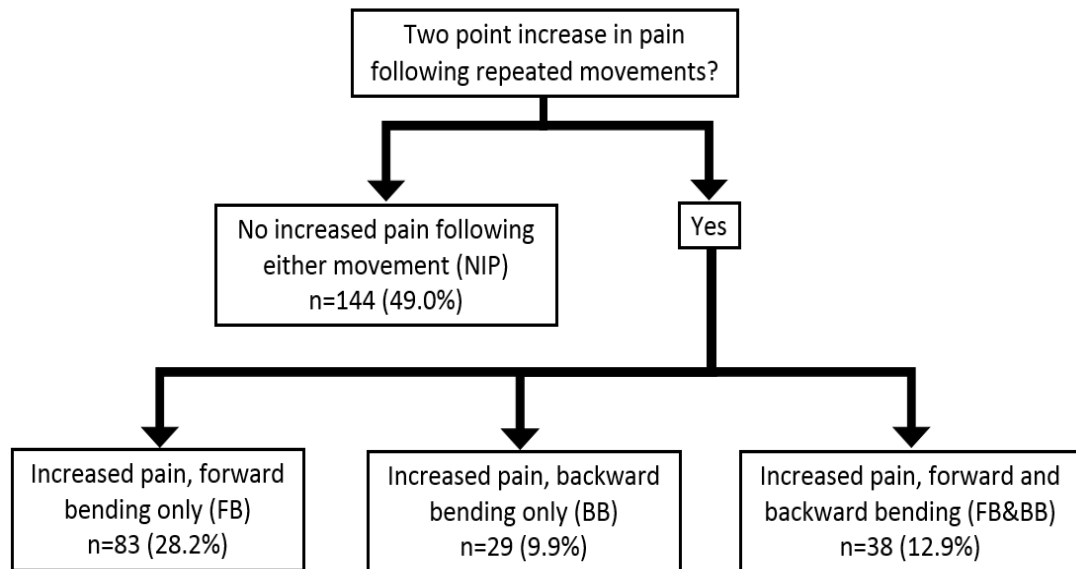 Two point increase in pain
following repeated movements?
No increased pain following
either movement (NIP)
n=144 (49.0%)
Yes
Increased pain, forward
bending only (FB)
n=83 (28.2%)
Increased pain, backward
bending only (BB)
n=29 (9.9%)
Increased pain, forward and
backward bending (FB&BB)
n=38 (12.9%)